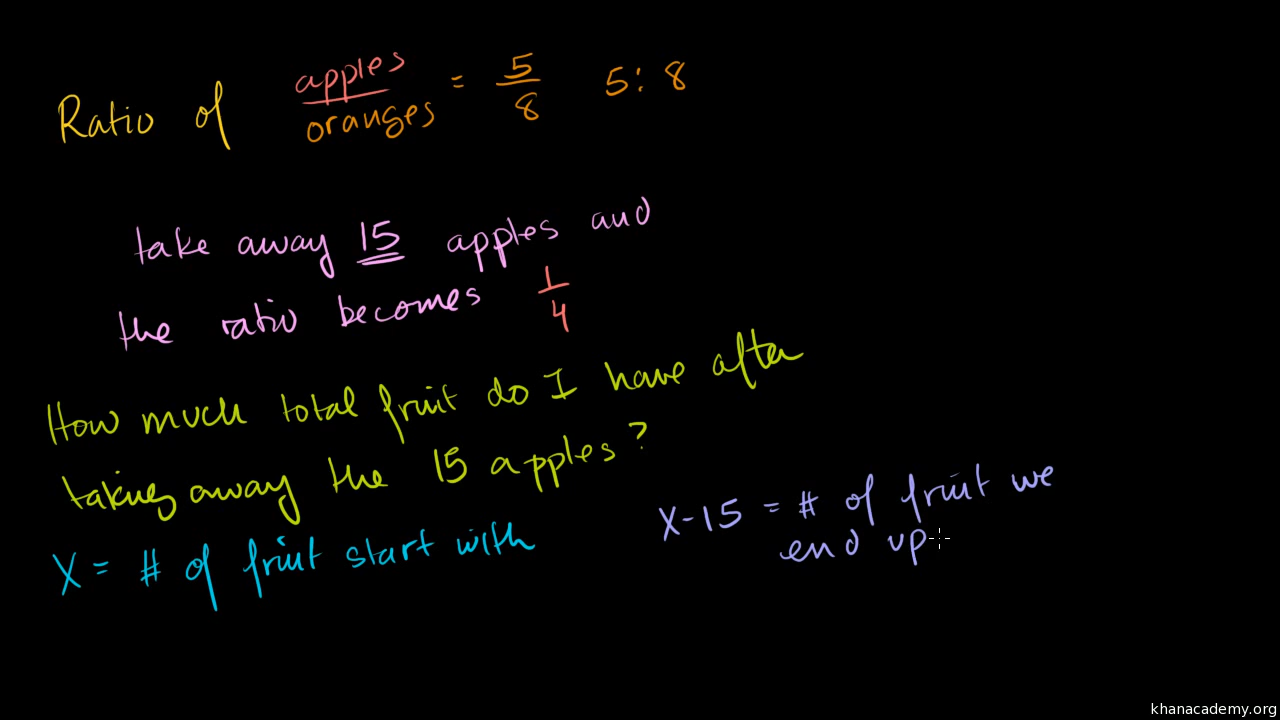 Ratio of apples/oranges = 5/8 5:8
take away 15 apples and
the ratio becomes 1/4
How much total fruit do I have after
taking away the 15 apples?
X-15 = # of fruit we
end up
X = # of fruit start with
khanacademy.org